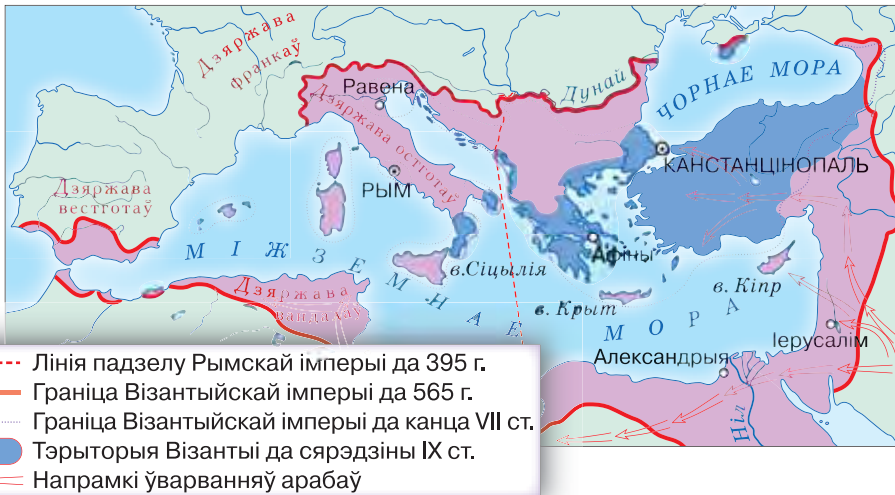 Дзяржава
франкаў
Равена
Дунай
ЧОРНАЕ МОРА
Дзяржава остготаў
КАНСТАНЦІНОПАЛЬ
Дзяржава
вестготаў
РЫМ
Афіны
МІЖЗЕМНАЕ МОРА
в.Сіцылія
в. Кіпр
Дзяржава
вандалаў
в. Крыт
Іерусалім
Александрыя
Ніл
Лінія падзелу Рымскай імперыі да 395 г.
Граніца Візантыйскай імперыі да 565 г.
Граніца Візантыйскай імперыі да канца VII ст.
Тэрыторыя Візантыі да сярэдзіны IX ст.
Напрамкі ўварванняў арабаў